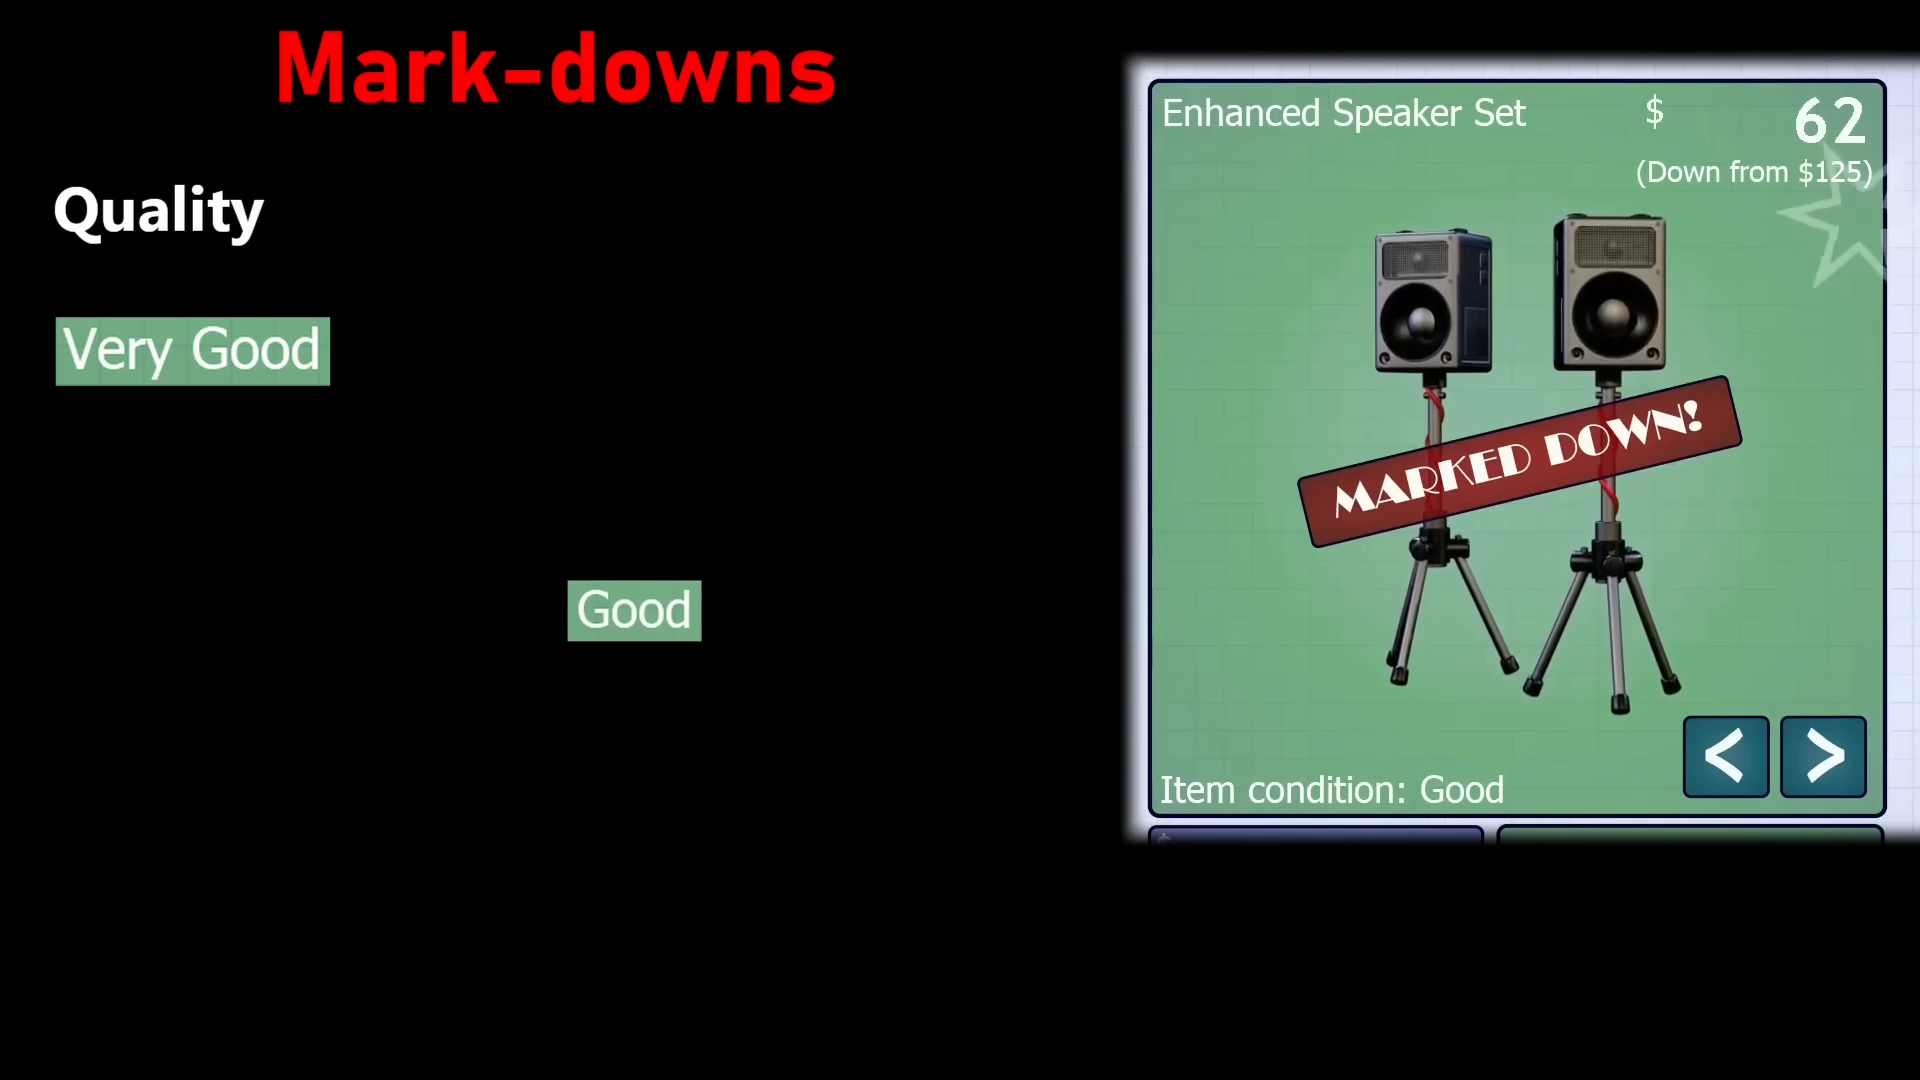 Mark-downs
Quality
Very Good
Good
Enhanced Speaker Set
$ 62
(Down from $125)
MARKED DOWN!
< >
Item condition: Good